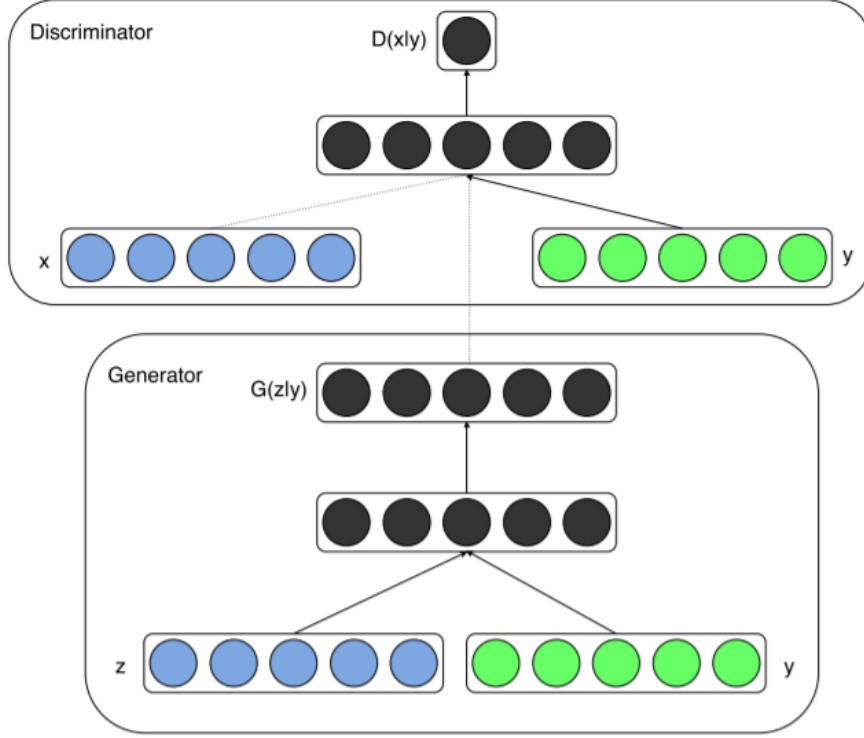 Discriminator
D(x|y)
x
y
Generator
G(z|y)
z
y